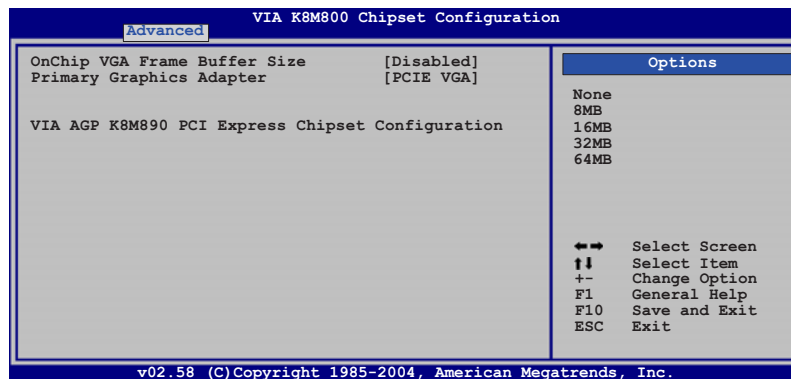 VIA K8M800 Chipset Configuration
Advanced
OnChip VGA Frame Buffer Size [Disabled]
Primary Graphics Adapter [PCIE VGA]
VIA AGP K8M890 PCI Express Chipset Configuration
Options
None
8MB
16MB
32MB
64MB
Select Screen
Select Item
+- Change Option
F1 General Help
F10 Save and Exit
ESC Exit
v02.58 (C)Copyright 1985-2004, American Megatrends, Inc.